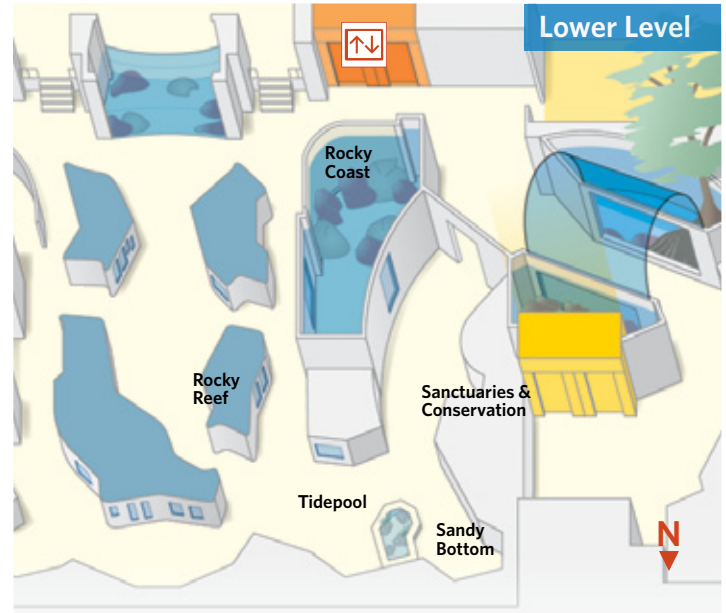 Lower Level
Rocky
Coast
Rocky
Reef
Sanctuaries &
Conservation
Tidepool
Sandy
Bottom
N